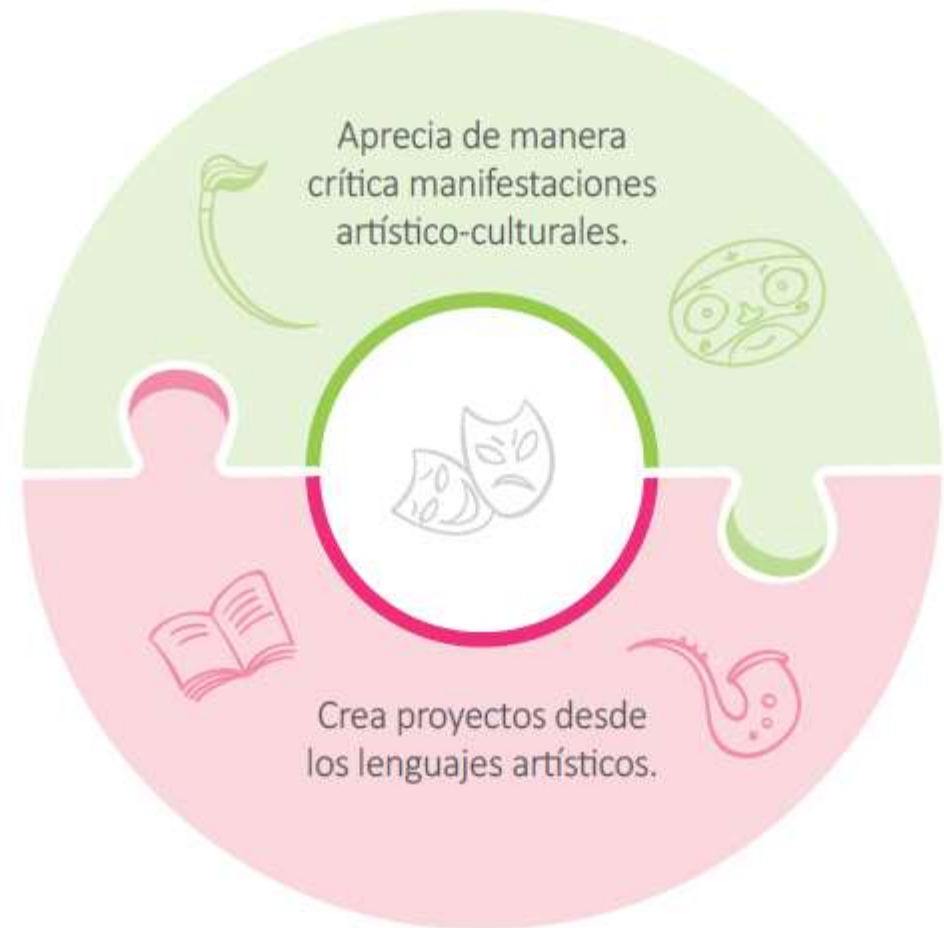 Aprecia de manera
crítica manifestaciones
artístico-culturales.
Crea proyectos desde
los lenguajes artísticos.